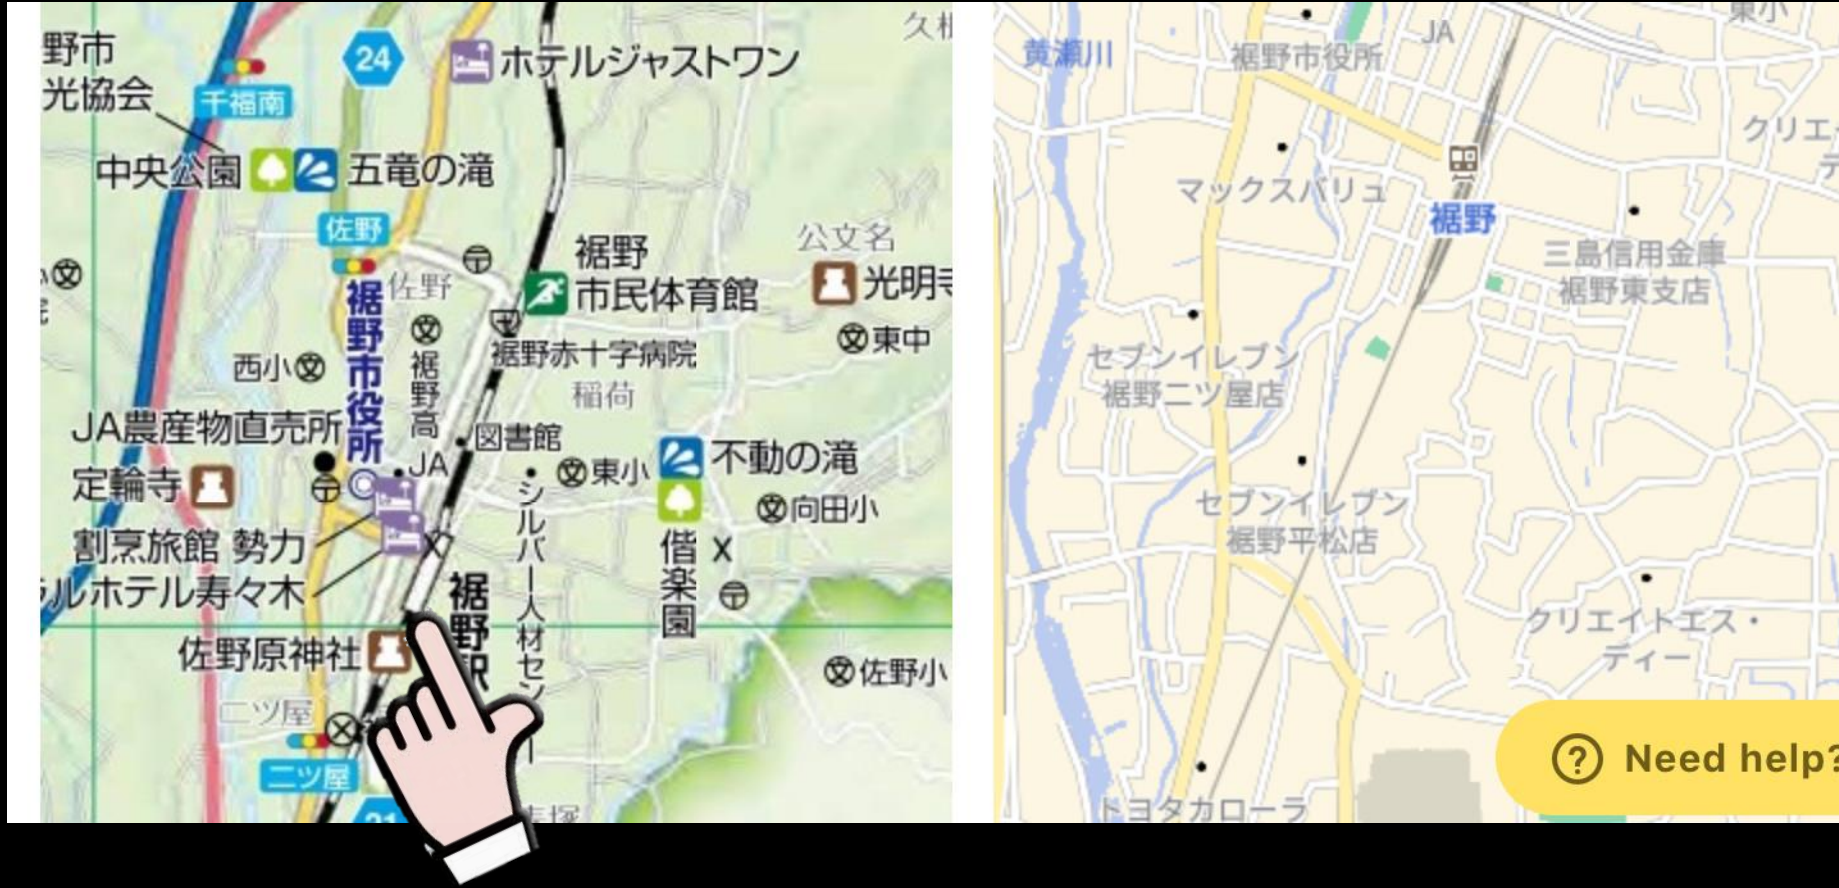 久
野市
光協会
24
ホテルジャストワン
千福南
中央公園
五竜の滝
佐野
裾野
市民体育館
公文名
光明寺
佐野
裾野市役所
西小
裾野高
裾野赤十字病院
東中
稲荷
JA農産物直売所
図書館
JA
定輪寺
東小
不動の滝
シルバー人材センター
向田小
割烹旅館 勢力
偕楽園
ルホテル寿々木
裾野駅
佐野原神社
佐野小
二ツ屋
二ツ屋
21
黄瀬川
裾野市役所
JA
東小
クリエ
マックスバリュ
裾野
三島信用金庫
裾野東支店
セブンイレブン
裾野二ツ屋店
セブンイレブン
裾野平松店
クリエイトエス・
ディー
トヨタカローラ
Need help?